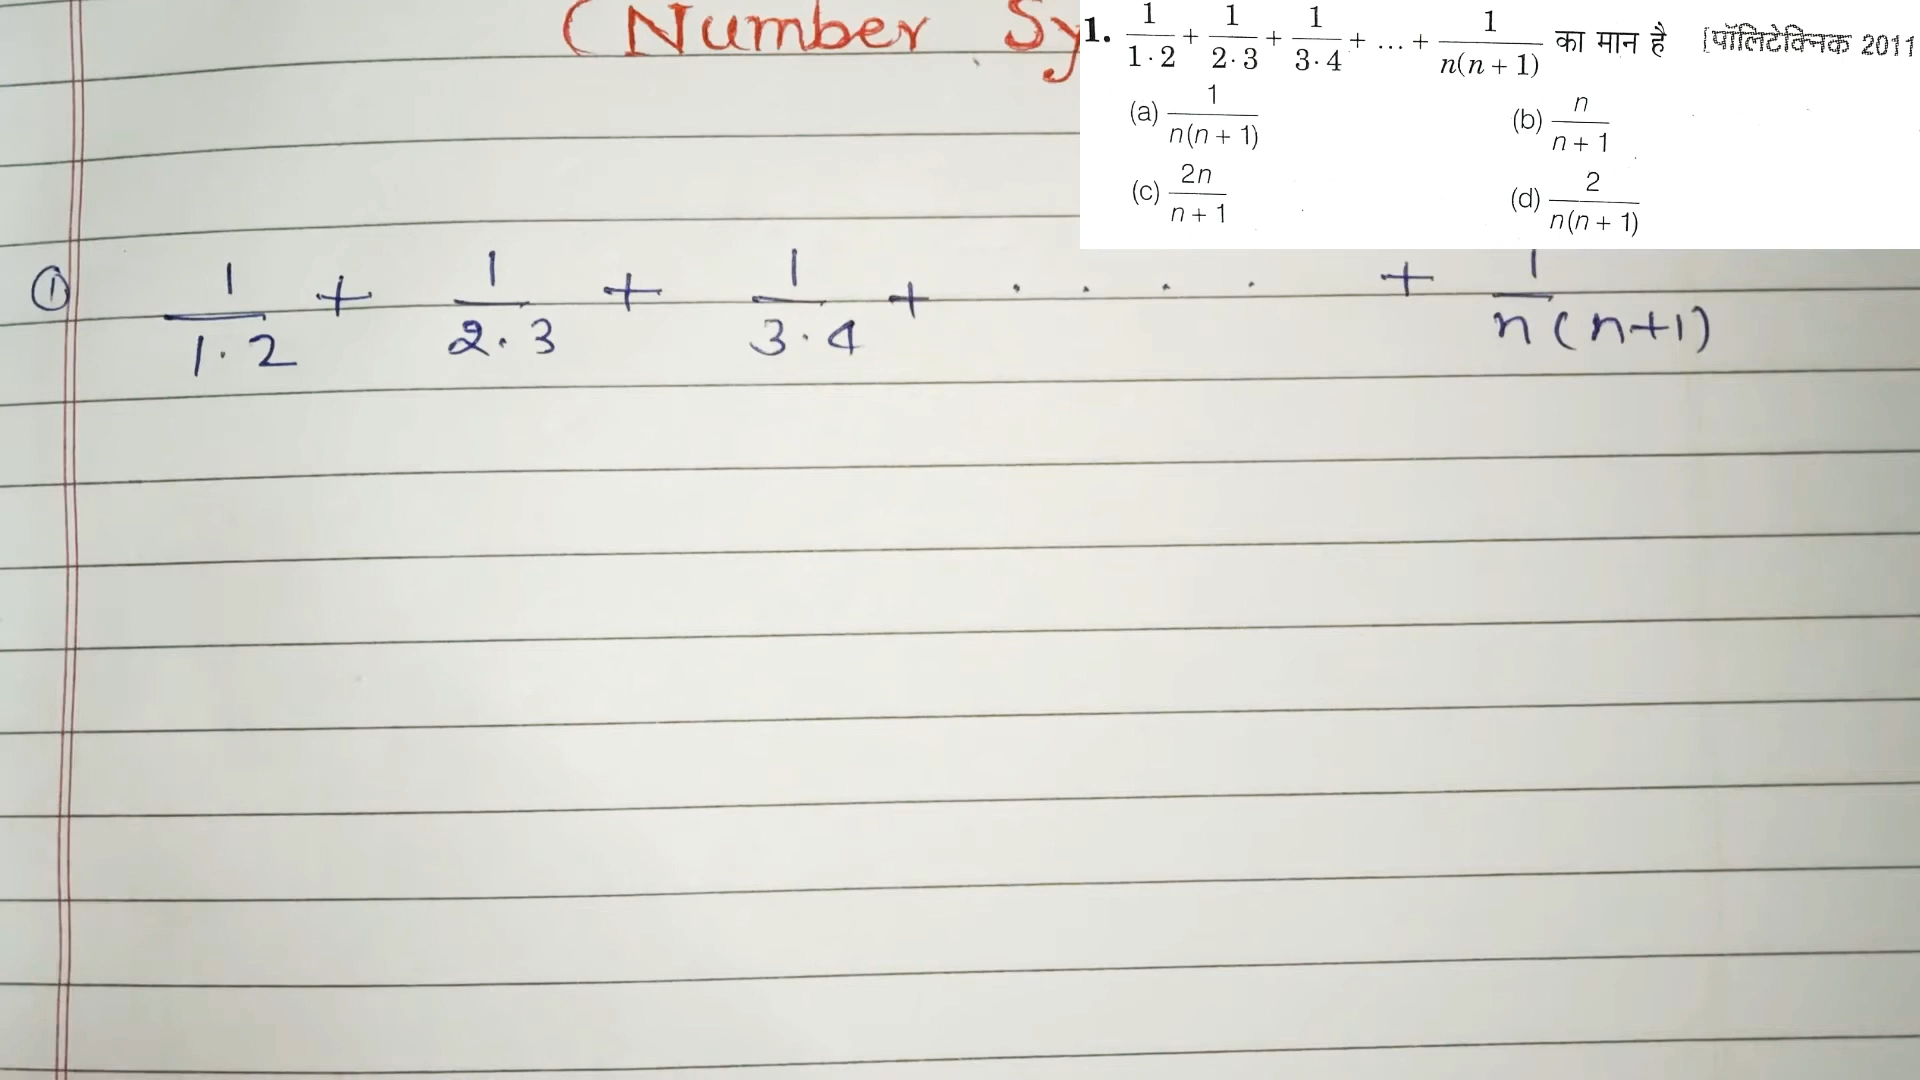 (Number Sy
1. 1/1·2 + 1/2·3 + 1/3·4 + ... + 1/n(n + 1) का मान है [पॉलिटेक्निक 2011
(a) 1/n(n + 1) (b) n/n + 1
(c) 2n/n + 1 (d) 2/n(n + 1)
① 1/1·2 + 1/2·3 + 1/3·4 + · · · · + 1/n(n+1)